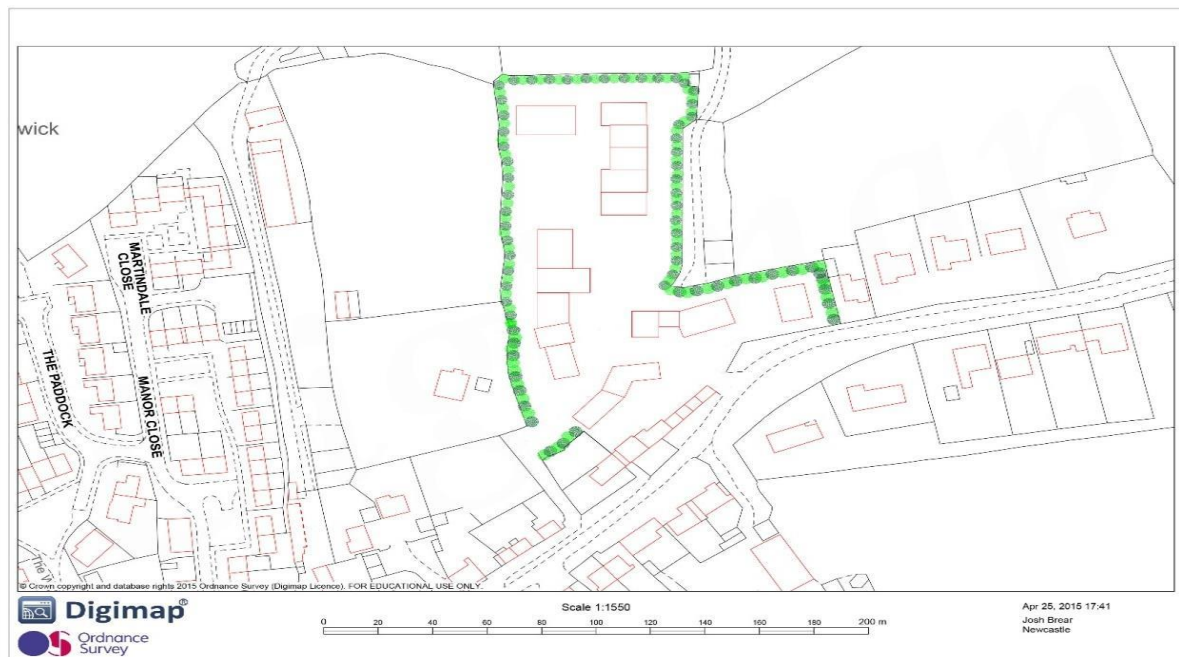 wick
MARTINDALE
CLOSE
THE PADDOCK
MANOR CLOSE
© Crown copyright and database rights 2015 Ordnance Survey (Digimap Licence). FOR EDUCATIONAL USE ONLY.
Digimap®
Ordnance
Survey
Scale 1:1550
0 20 40 60 80 100 120 140 160 180 200 m
Apr 25, 2015 17:41
Josh Brear
Newcastle